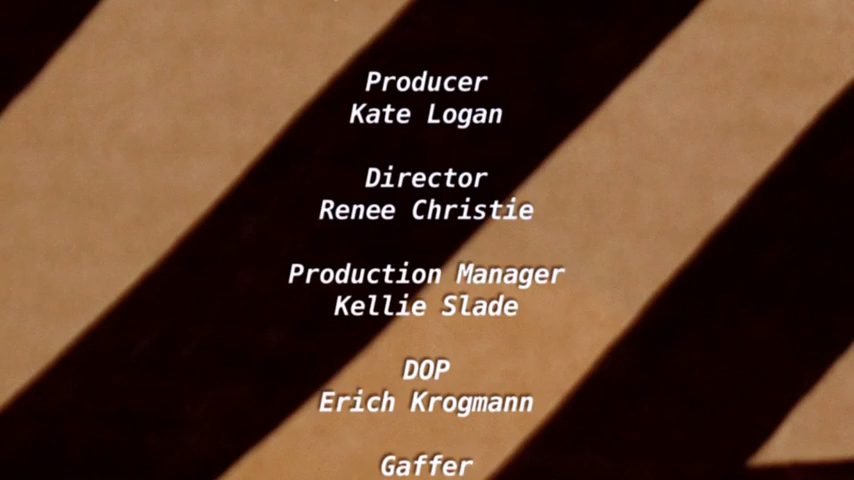 Producer
Kate Logan
Director
Renee Christie
Production Manager
Kellie Slade
DOP
Erich Krogmann
Gaffer